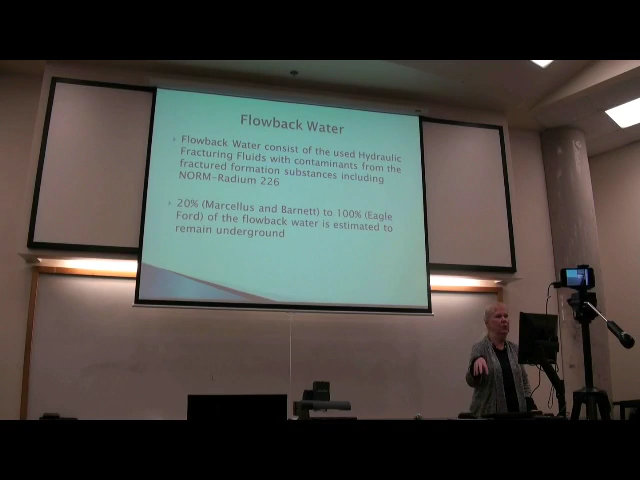 Flowback Water
Flowback Water consist of the used Hydraulic
Fracturing Fluids with contaminants from the
fractured formation substances including
NORM-Radium 226
20% (Marcellus and Barnett) to 100% (Eagle
Ford) of the flowback water is estimated to
remain underground